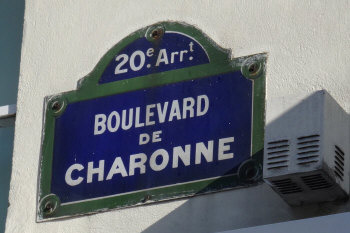 20e. Arrt.
BOULEVARD
DE
CHARONNE